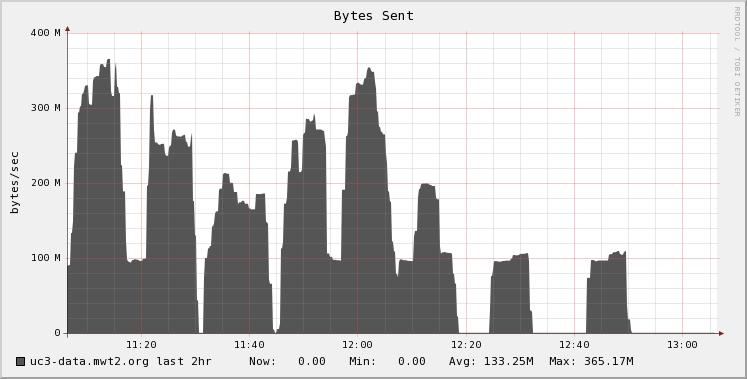 Bytes Sent
RRDTOOL / TOBI OETIKER
bytes/sec
400 M
300 M
200 M
100 M
0
11:20 11:40 12:00 12:20 12:40 13:00
uc3-data.mwt2.org last 2hr Now: 0.00 Min: 0.00 Avg: 133.25M Max: 365.17M